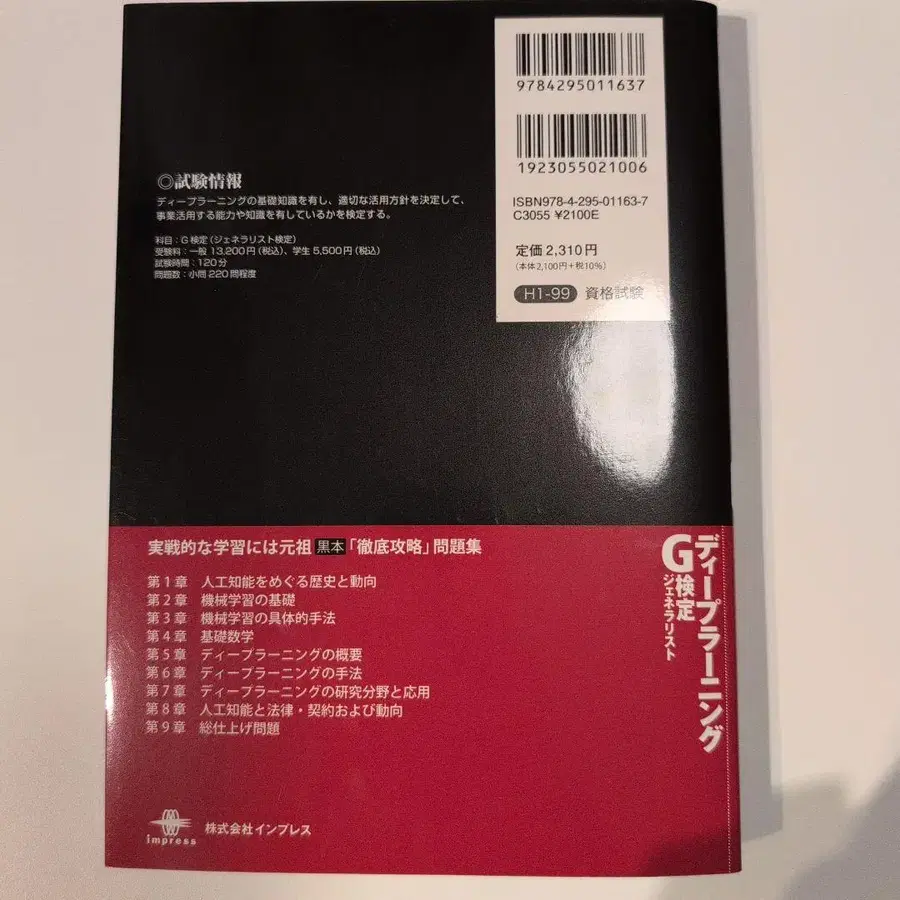 9784295011637
1923055021006
ISBN978-4-295-01163-7
C3055 ¥2100E
定価 2,310円
(本体2,100円+税10%)
H1-99 資格試験
◎試験情報
ディープラーニングの基礎知識を有し、適切な活用方針を決定して、
事業活用する能力や知識を有しているかを検定する。
科目:G検定(ジェネラリスト検定)
受験料:一般 13,200円(税込)、学生 5,500円(税込)
試験時間:120分
問題数:小問 220問程度
実戦的な学習には元祖 黒本 「徹底攻略」問題集
第1章 人工知能をめぐる歴史と動向
第2章 機械学習の基礎
第3章 機械学習の具体的手法
第4章 基礎数学
第5章 ディープラーニングの概要
第6章 ディープラーニングの手法
第7章 ディープラーニングの研究分野と応用
第8章 人工知能と法律・契約および動向
第9章 総仕上げ問題
impress 株式会社インプレス
ディープラーニング
G検定
ジェネラリスト